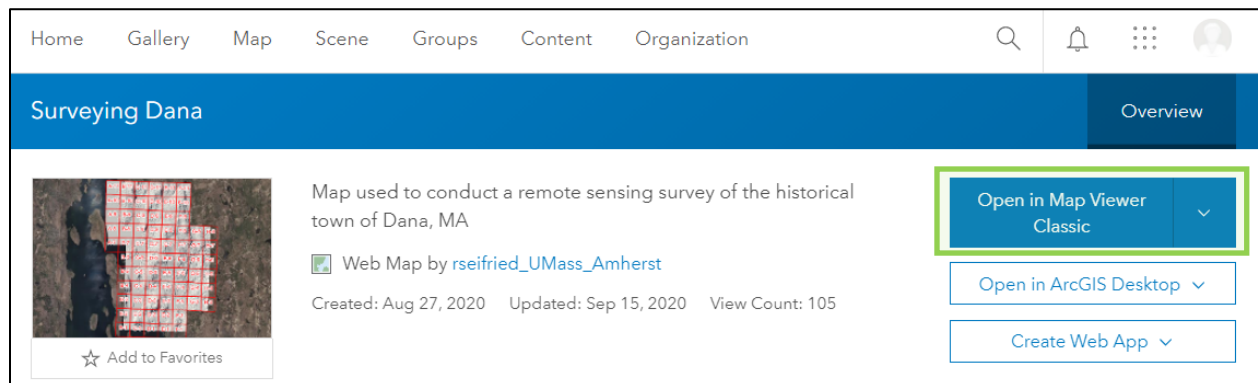 Home Gallery Map Scene Groups Content Organization
Surveying Dana
Overview
Map used to conduct a remote sensing survey of the historical
town of Dana, MA
Web Map by rseifried_UMass_Amherst
Created: Aug 27, 2020 Updated: Sep 15, 2020 View Count: 105
Add to Favorites
Open in Map Viewer
Classic
Open in ArcGIS Desktop
Create Web App